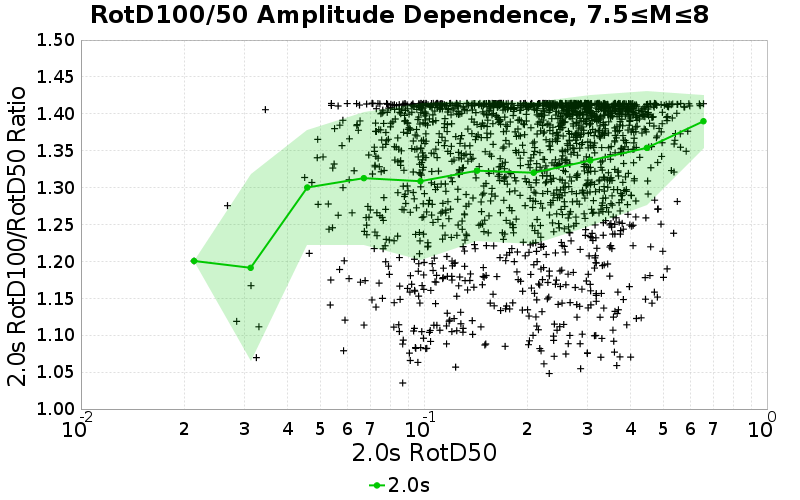 RotD100/50 Amplitude Dependence, 7.5≤M≤8
2.0s RotD100/RotD50 Ratio
1.50
1.45
1.40
1.35
1.30
1.25
1.20
1.15
1.10
1.05
1.00
10⁻² 2 3 4 5 6 7 10⁻¹ 2 3 4 5 6 7 10⁰
2.0s RotD50
2.0s